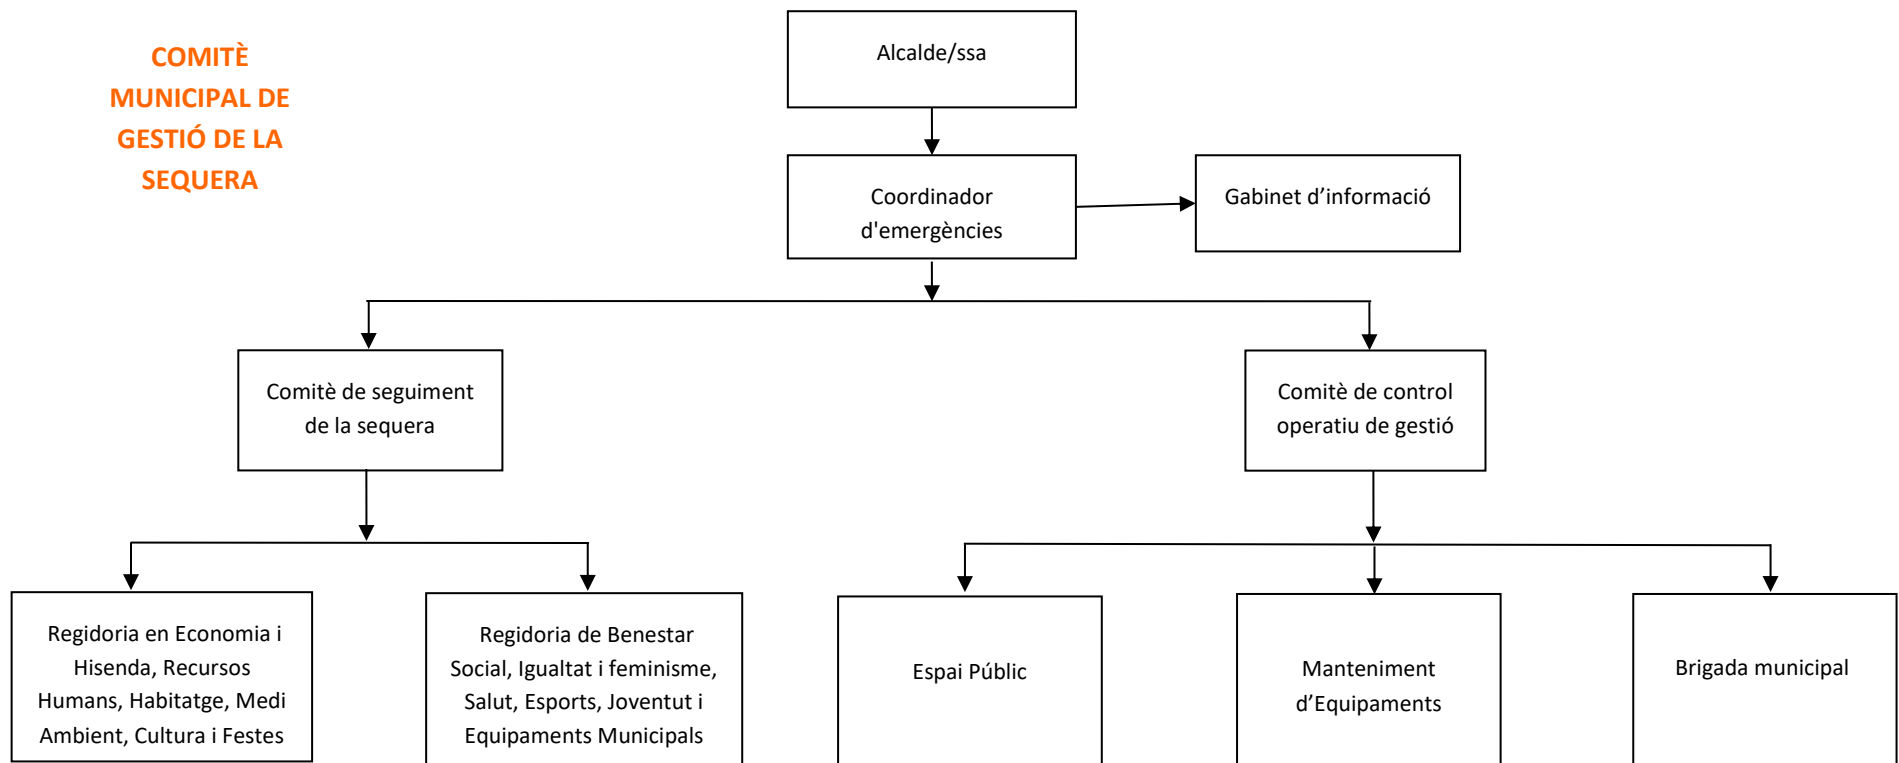 COMITÈ
MUNICIPAL DE
GESTIÓ DE LA
SEQUERA
Alcalde/ssa
Coordinador
d'emergències
Gabinet d’informació
Comitè de seguiment
de la sequera
Comitè de control
operatiu de gestió
Regidoria en Economia i
Hisenda, Recursos
Humans, Habitatge, Medi
Ambient, Cultura i Festes
Regidoria de Benestar
Social, Igualtat i feminisme,
Salut, Esports, Joventut i
Equipaments Municipals
Espai Públic
Manteniment
d’Equipaments
Brigada municipal